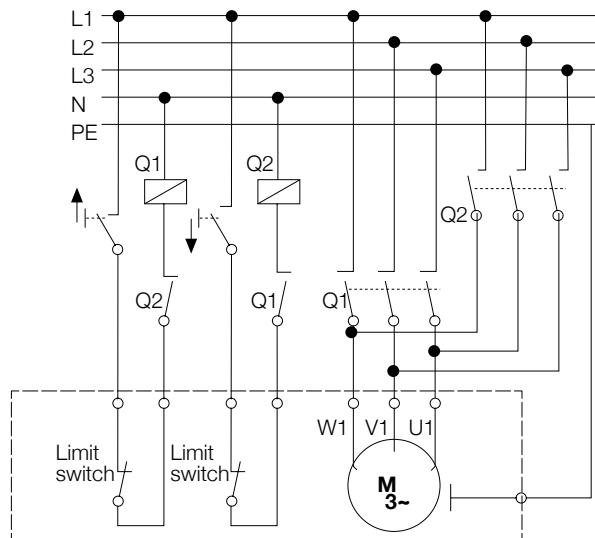 L1
L2
L3
N
PE
Q1
Q2
Q2
Q2
Q1
Q1
W1
V1
U1
Limit
switch
Limit
switch
M
3~